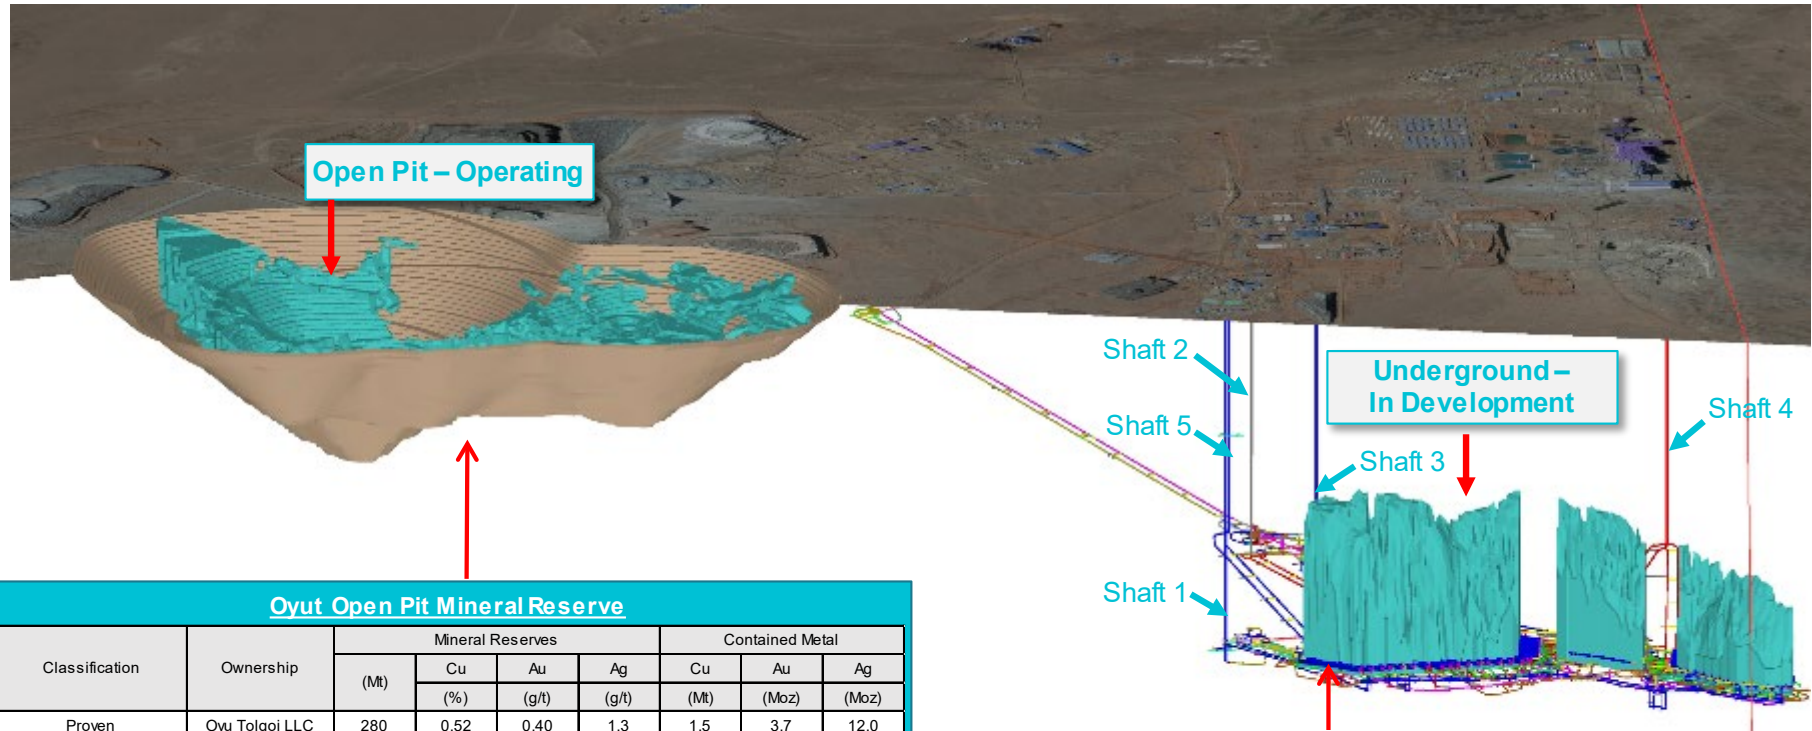 Open Pit – Operating
Shaft 2
Underground –
In Development
Shaft 4
Shaft 5
Shaft 3
Shaft 1
Oyut Open Pit Mineral Reserve
Classification Ownership Mineral Reserves Contained Metal
(Mt) Cu Au Ag Cu Au Ag
(%) (g/t) (g/t) (Mt) (Moz) (Moz)
Proven Oyu Tolgoi LLC 280 0.52 0.40 1.3 1.5 3.7 12.0